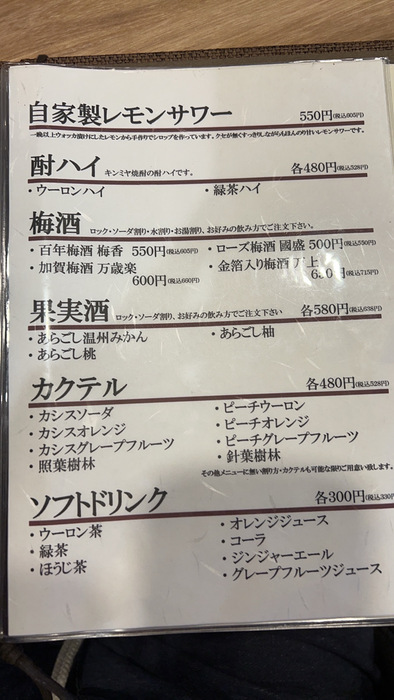 自家製レモンサワー 550円(税込605円)
一晩以上ウォッカ漬けにしたレモンから手作りでシロップを作っています。クセが無くすっきりしながらもほんのり甘いレモンサワーです。
酎ハイ キンミヤ焼酎の酎ハイです。 各480円(税込528円)
・ウーロンハイ ・緑茶ハイ
梅酒 ロック・ソーダ割り・水割り・お湯割り、お好みの飲み方でご注文下さい。
・百年梅酒 梅香 550円(税込605円) ・ローズ梅酒 國盛 500円(税込550円)
・加賀梅酒 万歳楽 ・金箔入り梅酒 上
600円(税込660円) 650円(税込715円)
果実酒 ロック・ソーダ割り、お好みの飲み方でご注文下さい 各580円(税込638円)
・あらごし温州みかん ・あらごし柚
・あらごし桃
カクテル 各480円(税込528円)
・カシスソーダ ・ピーチウーロン
・カシスオレンジ ・ピーチオレンジ
・カシスグレープフルーツ ・ピーチグレープフルーツ
・照葉樹林 ・針葉樹林
その他メニューに無い割り方・カクテルも可能な限りご用意い致します。
ソフトドリンク 各300円(税込330円
・ウーロン茶 ・オレンジジュース
・緑茶 ・コーラ
・ほうじ茶 ・ジンジャーエール
・グレープフルーツジュース